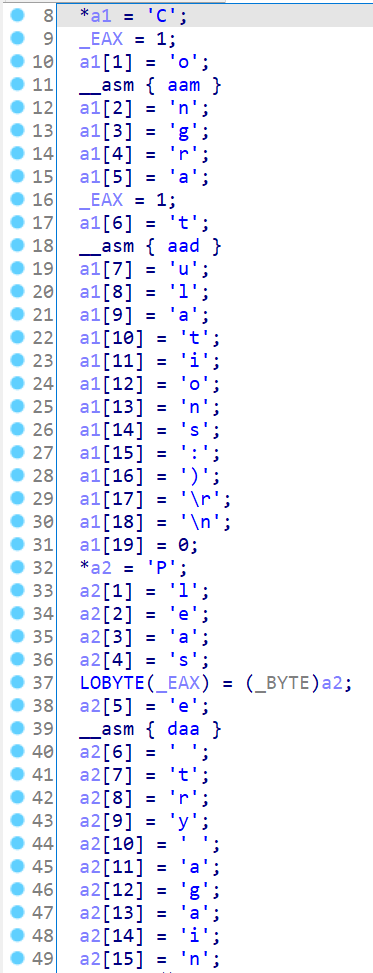 8 *a1 = 'C';
9 _EAX = 1;
10 a1[1] = 'o';
11 __asm { aam }
12 a1[2] = 'n';
13 a1[3] = 'g';
14 a1[4] = 'r';
15 a1[5] = 'a';
16 _EAX = 1;
17 a1[6] = 't';
18 __asm { aad }
19 a1[7] = 'u';
20 a1[8] = 'l';
21 a1[9] = 'a';
22 a1[10] = 't';
23 a1[11] = 'i';
24 a1[12] = 'o';
25 a1[13] = 'n';
26 a1[14] = 's';
27 a1[15] = ':';
28 a1[16] = ')';
29 a1[17] = '\r';
30 a1[18] = '\n';
31 a1[19] = 0;
32 *a2 = 'P';
33 a2[1] = 'l';
34 a2[2] = 'e';
35 a2[3] = 'a';
36 a2[4] = 's';
37 LOBYTE(_EAX) = (_BYTE)a2;
38 a2[5] = 'e';
39 __asm { daa }
40 a2[6] = ' ';
41 a2[7] = 't';
42 a2[8] = 'r';
43 a2[9] = 'y';
44 a2[10] = ' ';
45 a2[11] = 'a';
46 a2[12] = 'g';
47 a2[13] = 'a';
48 a2[14] = 'i';
49 a2[15] = 'n';